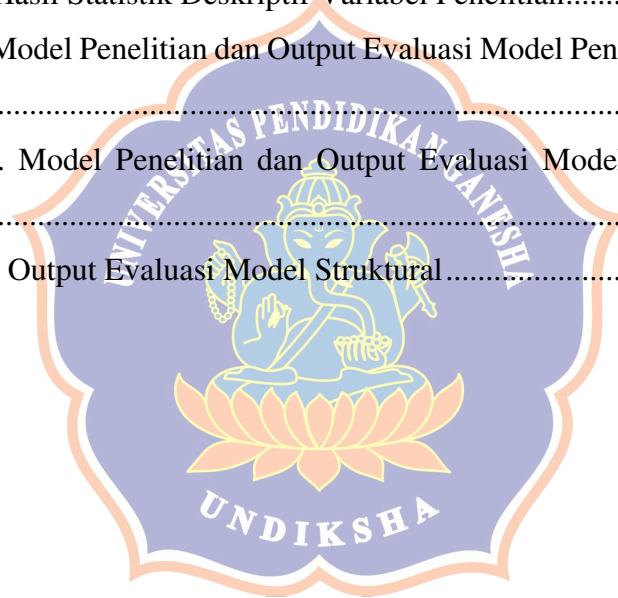 Hasil Statistik Deskriptif Variabel Penelitian.......
Model Penelitian dan Output Evaluasi Model Pen
................................................................................
. Model Penelitian dan Output Evaluasi Model
................................................................................
Output Evaluasi Model Struktural......................
UNIVERSITAS PENDIDIKAN GANESHA
UNDIKSHA